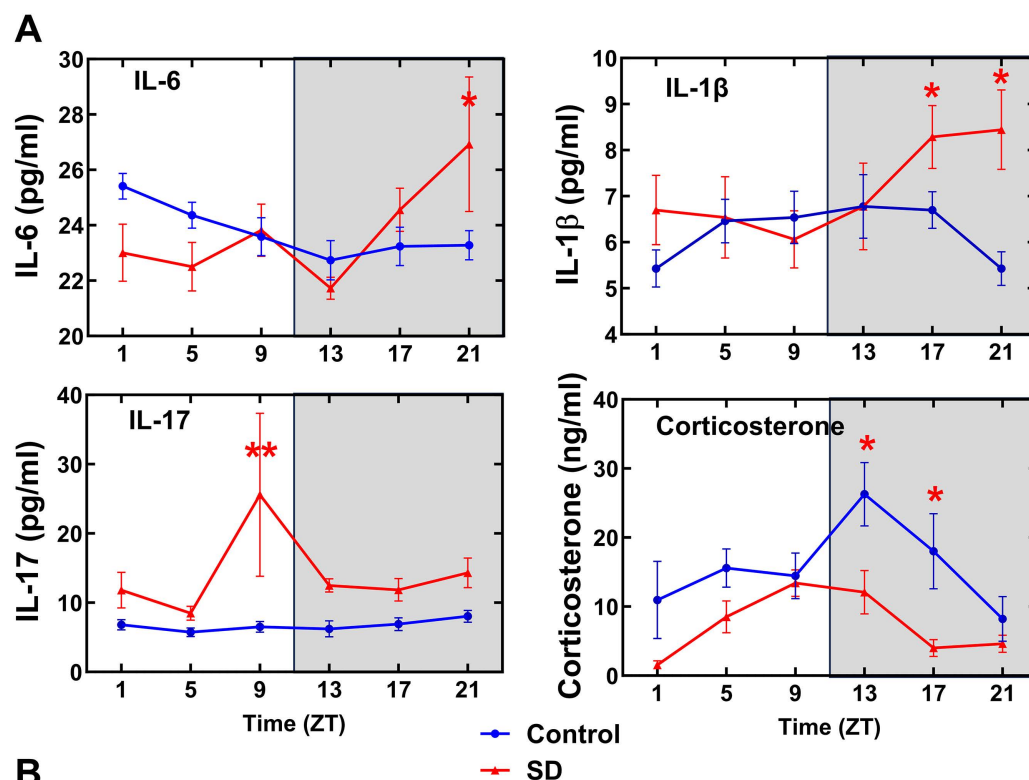 A
IL-6
IL-6 (pg/ml)
30
28
26
24
22
20
1 5 9 13 17 21
*
IL-1β
IL-1β (pg/ml)
10
9
8
7
6
5
4
1 5 9 13 17 21
* *
IL-17
IL-17 (pg/ml)
40
30
20
10
0
1 5 9 13 17 21
**
Time (ZT)
Corticosterone
Corticosterone (ng/ml)
40
30
20
10
0
1 5 9 13 17 21
* *
Time (ZT)
Control
SD
B